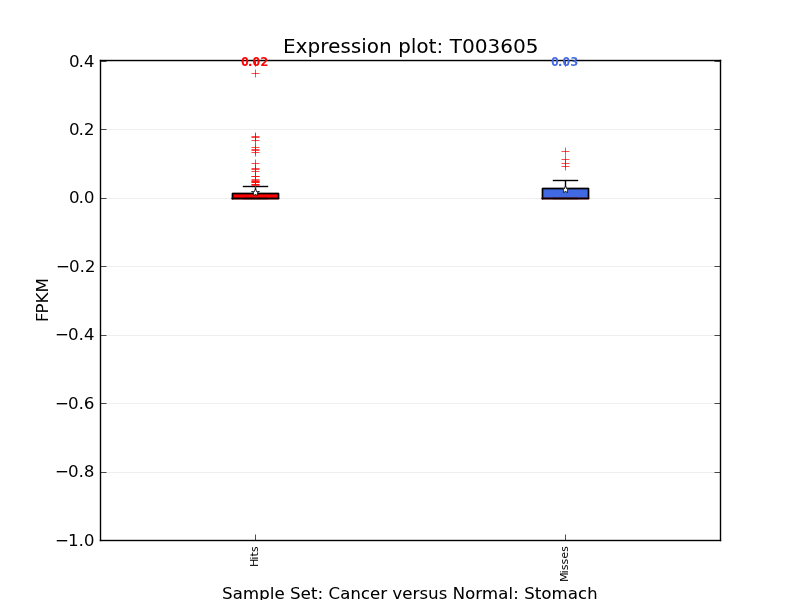 Expression plot: T003605
0.02 0.03
0.4
0.2
0.0
−0.2
−0.4
−0.6
−0.8
−1.0
FPKM
Hits Misses
Sample Set: Cancer versus Normal: Stomach